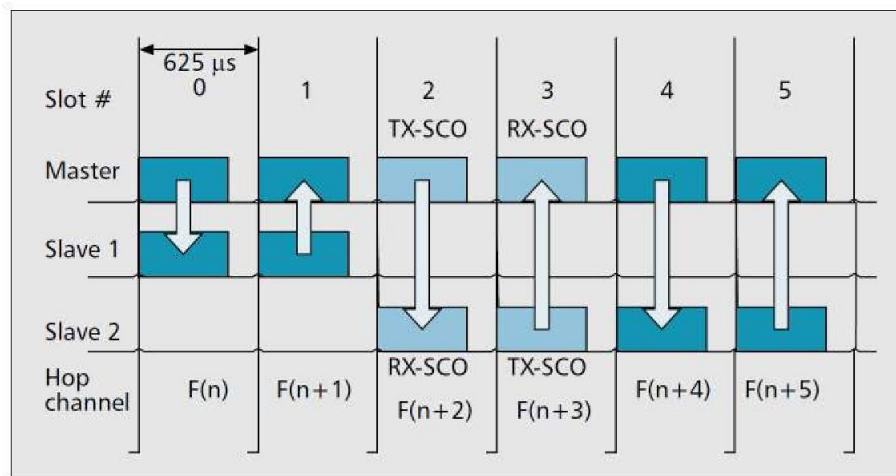 625 µs
Slot # 0 1 2 3 4 5
TX-SCO RX-SCO
Master
Slave 1
Slave 2
RX-SCO TX-SCO
Hop channel F(n) F(n+1) F(n+2) F(n+3) F(n+4) F(n+5)